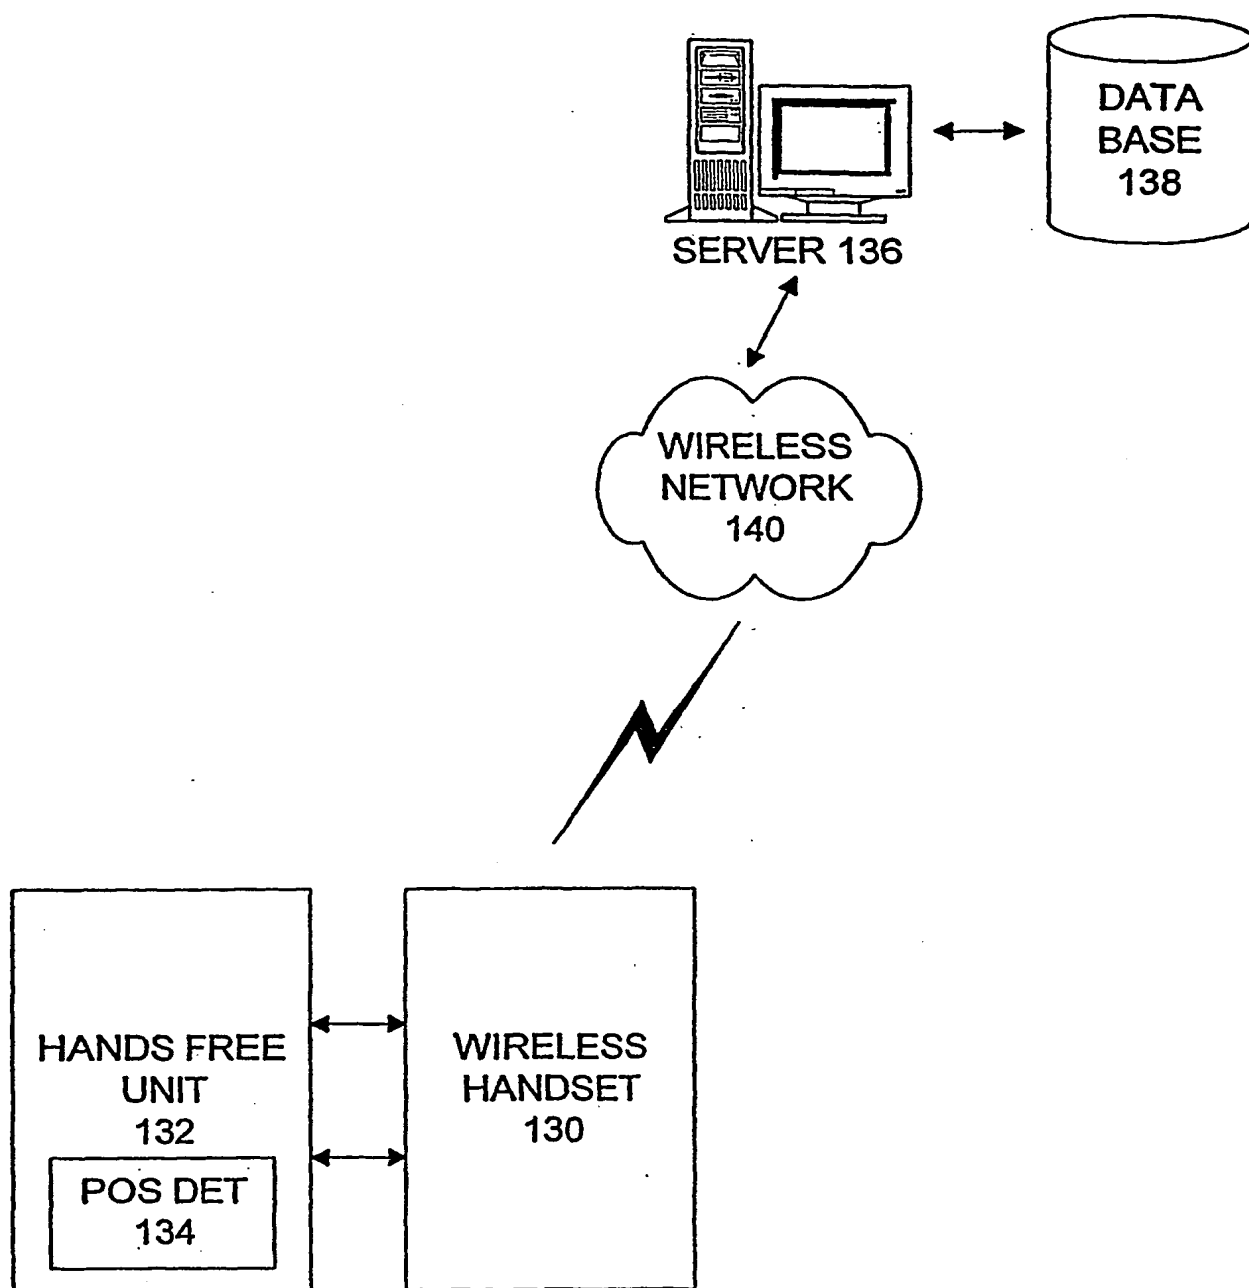 DATA
BASE
138
SERVER 136
WIRELESS
NETWORK
140
HANDS FREE
UNIT
132
POS DET
134
WIRELESS
HANDSET
130